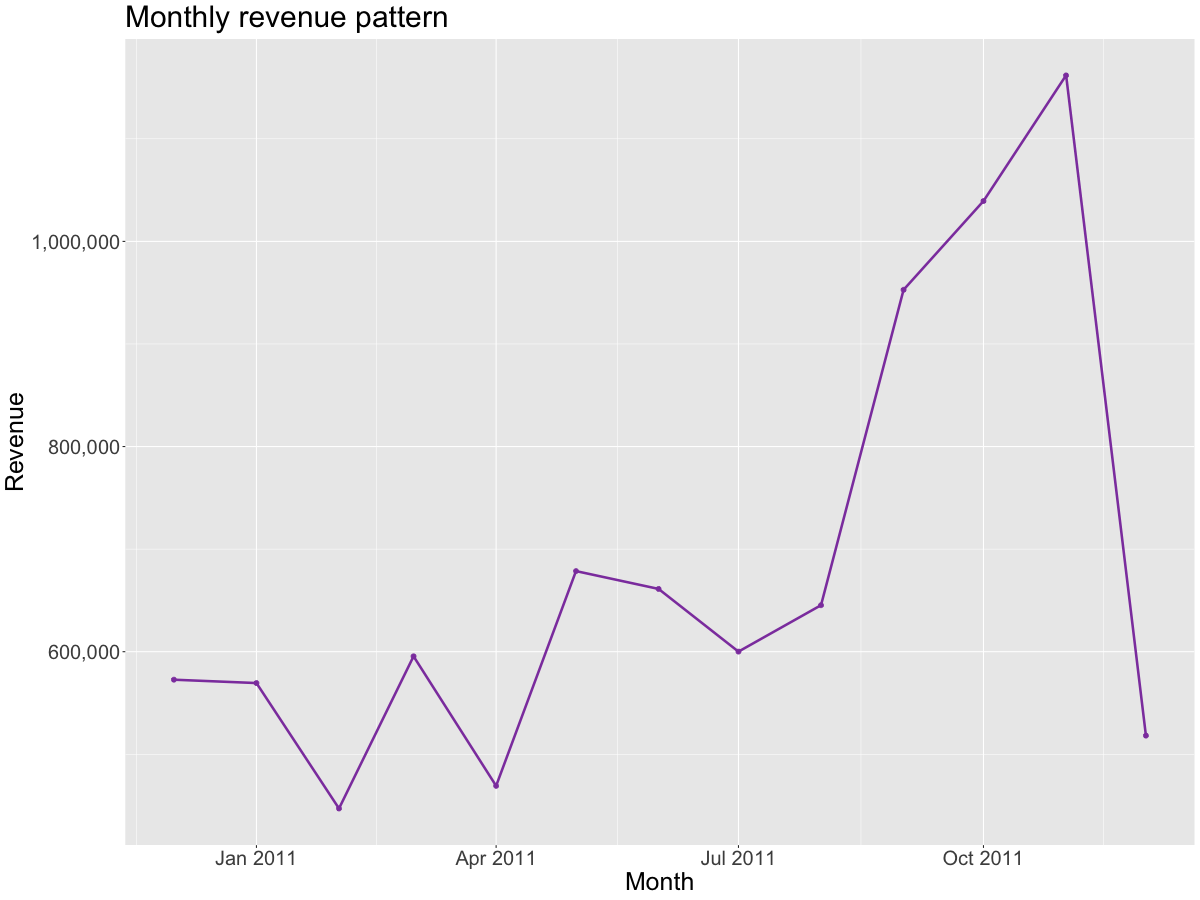 Monthly revenue pattern
1,000,000
800,000
600,000
Revenue
Jan 2011
Apr 2011
Jul 2011
Oct 2011
Month